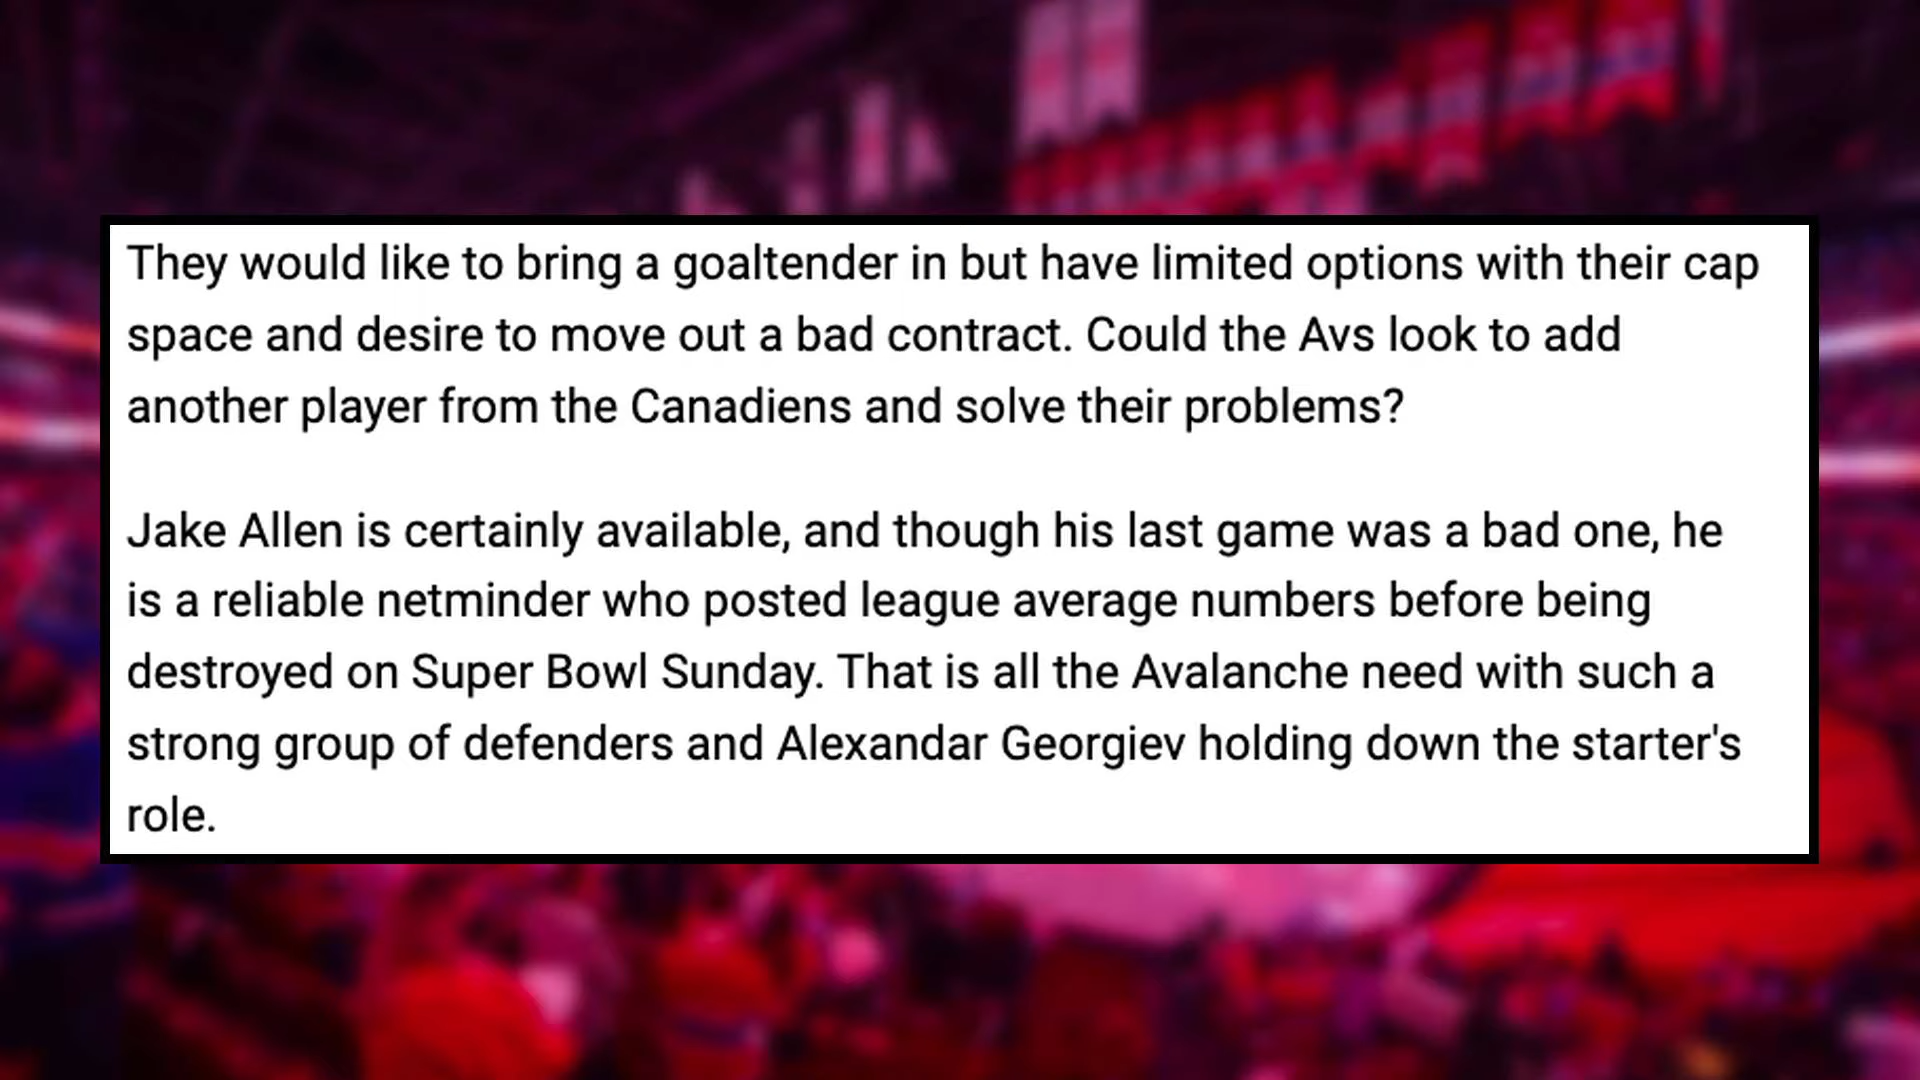 They would like to bring a goaltender in but have limited options with their cap
space and desire to move out a bad contract. Could the Avs look to add
another player from the Canadiens and solve their problems?
Jake Allen is certainly available, and though his last game was a bad one, he
is a reliable netminder who posted league average numbers before being
destroyed on Super Bowl Sunday. That is all the Avalanche need with such a
strong group of defenders and Alexandar Georgiev holding down the starter's
role.